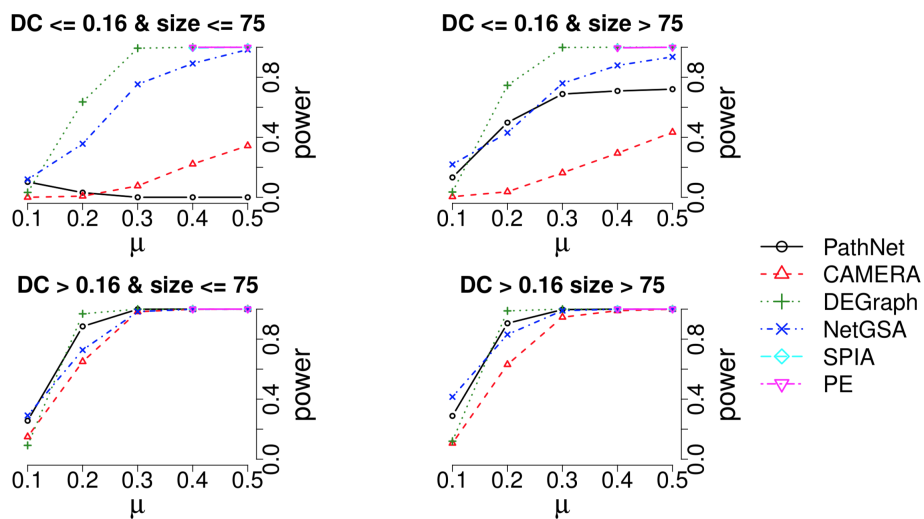 DC <= 0.16 & size <= 75
0.0 0.4 0.8
power
0.1 0.2 0.3 0.4 0.5
μ
DC <= 0.16 & size > 75
0.0 0.4 0.8
power
0.1 0.2 0.3 0.4 0.5
μ
DC > 0.16 & size <= 75
0.0 0.4 0.8
power
0.1 0.2 0.3 0.4 0.5
μ
DC > 0.16 size > 75
0.0 0.4 0.8
power
0.1 0.2 0.3 0.4 0.5
μ
PathNet
CAMERA
DEGraph
NetGSA
SPIA
PE